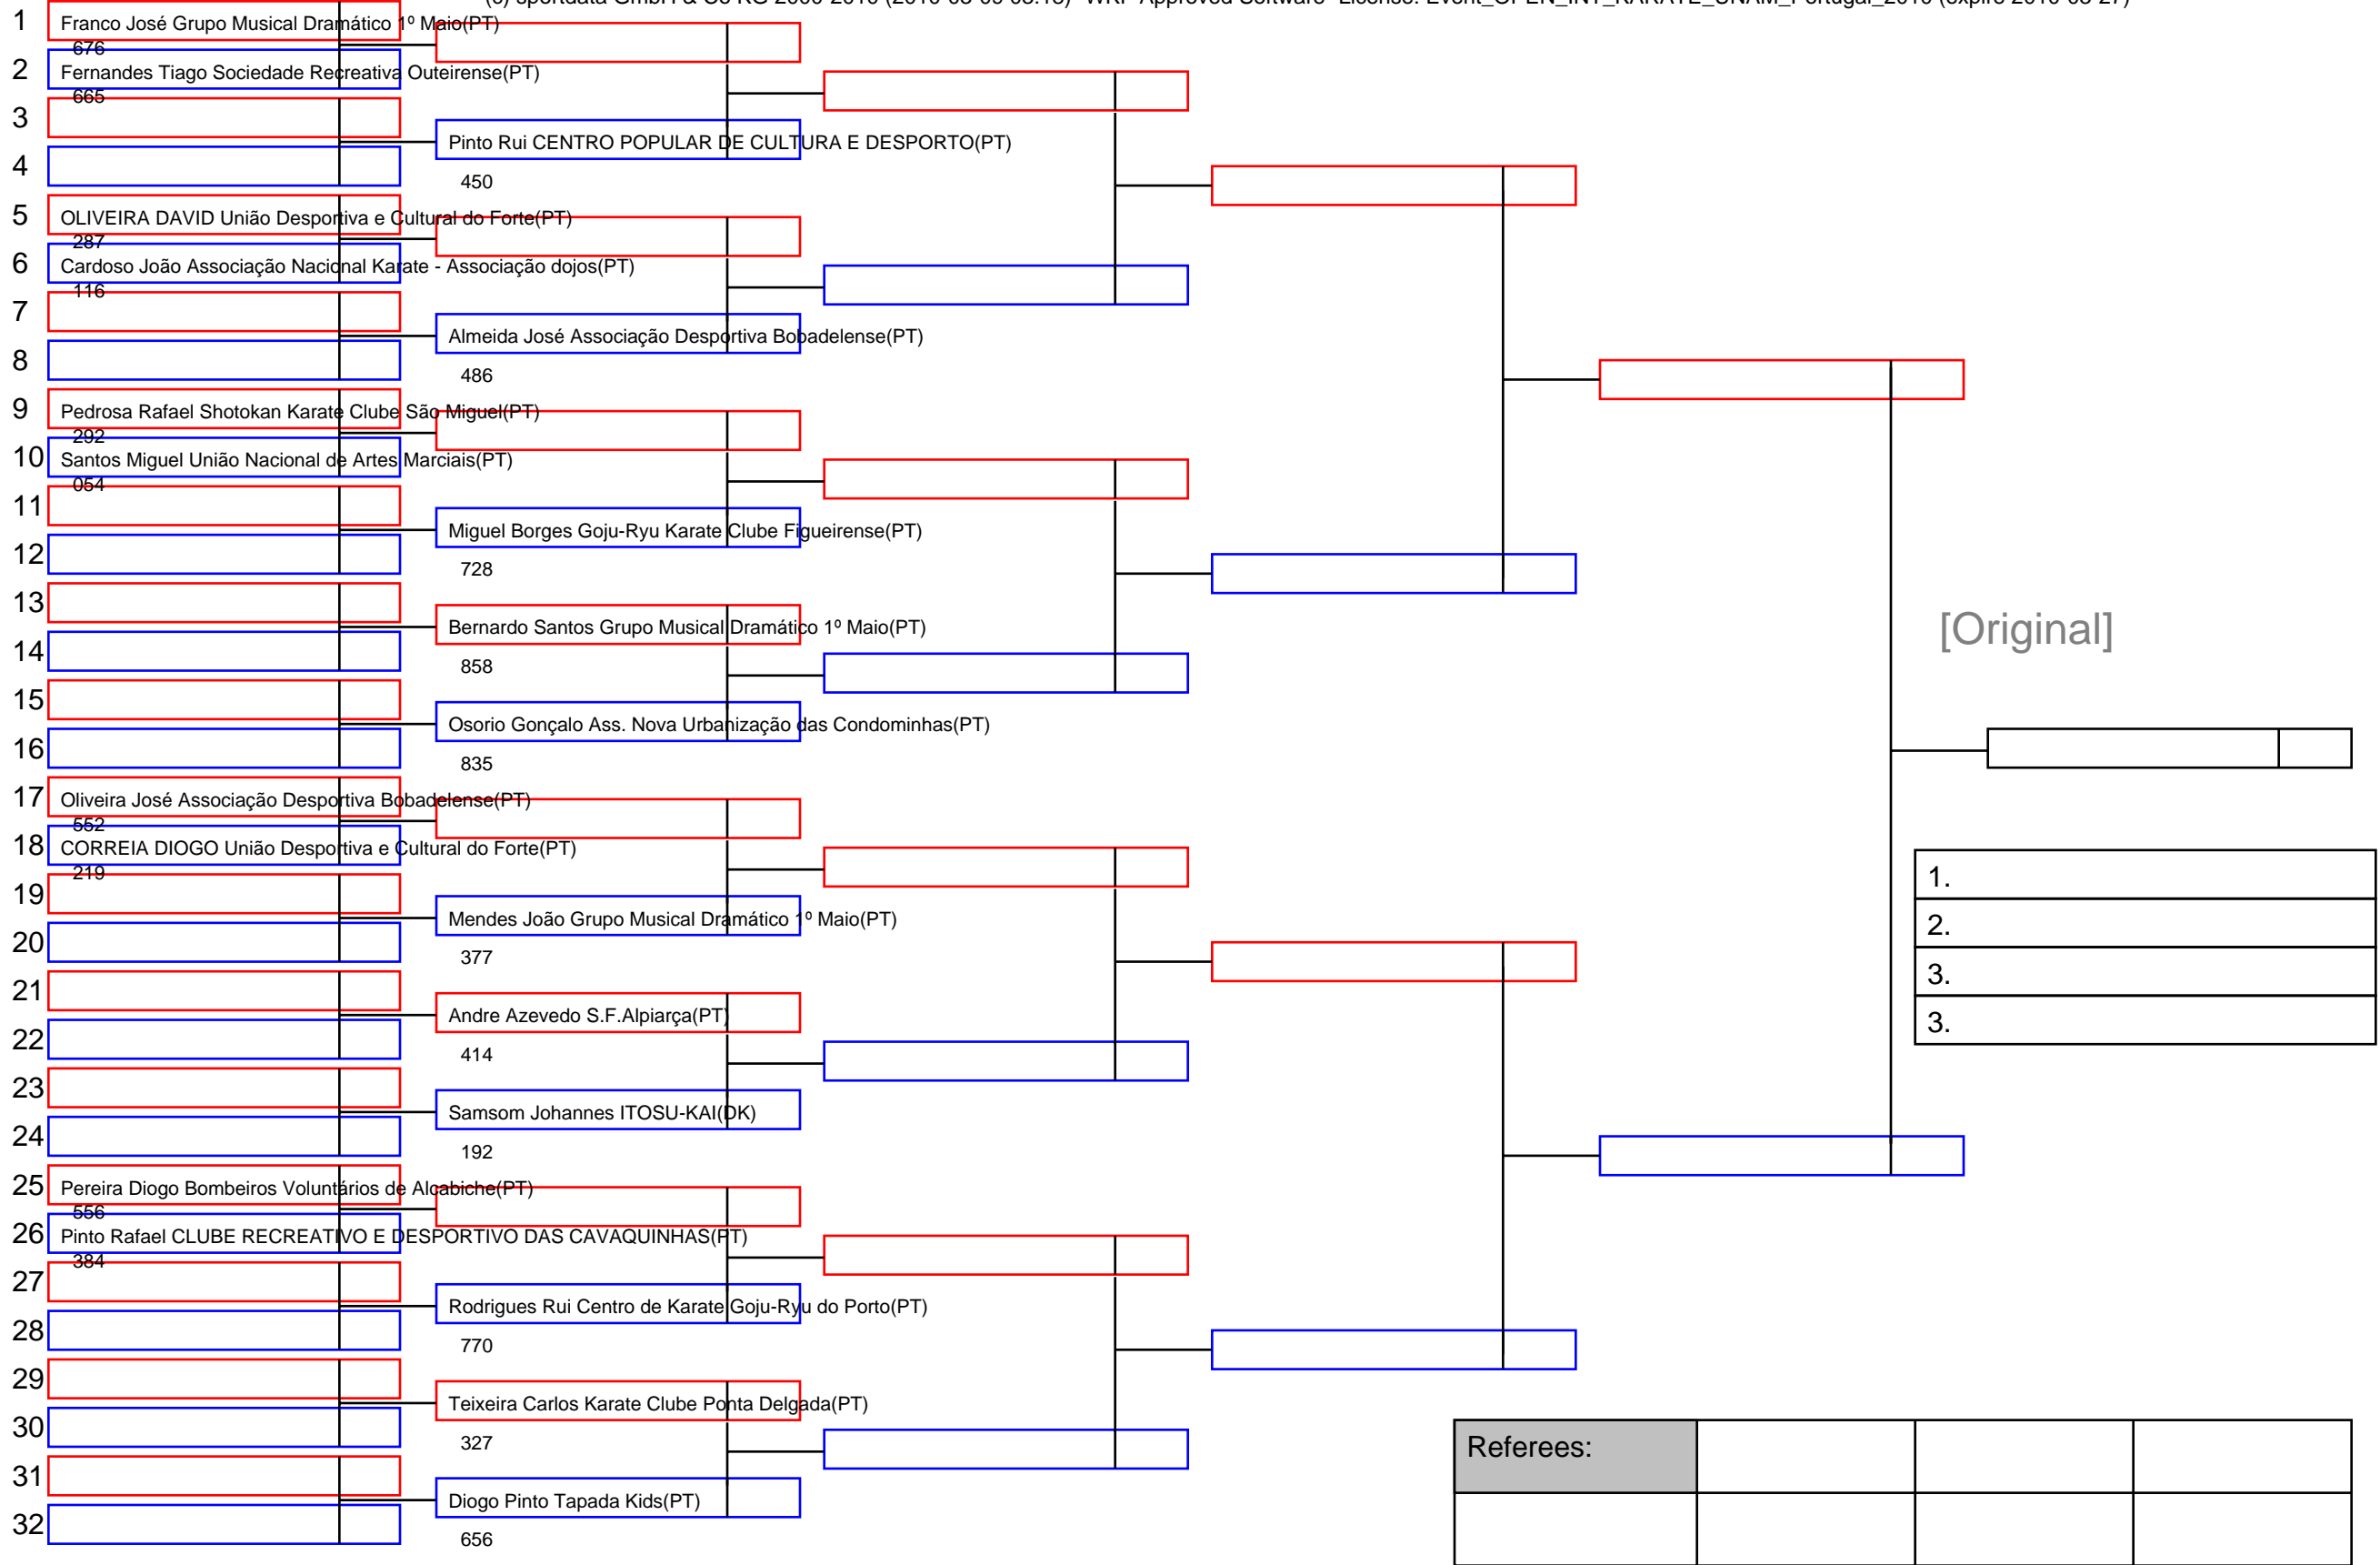 1 Franco José Grupo Musical Dramático 1º Maio(PT)
676
2 Fernandes Tiago Sociedade Recreativa Outeirense(PT)
665
3
Pinto Rui CENTRO POPULAR DE CULTURA E DESPORTO(PT)
4
450
5 OLIVEIRA DAVID União Desportiva e Cultural do Forte(PT)
287
6 Cardoso João Associação Nacional Karate - Associação dojos(PT)
116
7
Almeida José Associação Desportiva Bobadelense(PT)
8
486
9 Pedrosa Rafael Shotokan Karate Clube São Miguel(PT)
292
10 Santos Miguel União Nacional de Artes Marciais(PT)
054
11
Miguel Borges Goju-Ryu Karate Clube Figueirense(PT)
12
728
13
Bernardo Santos Grupo Musical Dramático 1º Maio(PT)
[Original]
14
858
15
Osorio Gonçalo Ass. Nova Urbanização das Condominhas(PT)
16
835
17 Oliveira José Associação Desportiva Bobadelense(PT)
552
18 CORREIA DIOGO União Desportiva e Cultural do Forte(PT)
219
1.
19
Mendes João Grupo Musical Dramático 1º Maio(PT)
2.
20
377
3.
21
Andre Azevedo S.F.Alpiarça(PT)
3.
22
414
23
Samsom Johannes ITOSU-KAI(DK)
24
192
25 Pereira Diogo Bombeiros Voluntários de Alcabiche(PT)
556
26 Pinto Rafael CLUBE RECREATIVO E DESPORTIVO DAS CAVAQUINHAS(PT)
384
27
Rodrigues Rui Centro de Karate Goju-Ryu do Porto(PT)
28
770
29
Teixeira Carlos Karate Clube Ponta Delgada(PT)
30
327
Referees:
31
Diogo Pinto Tapada Kids(PT)
32
656